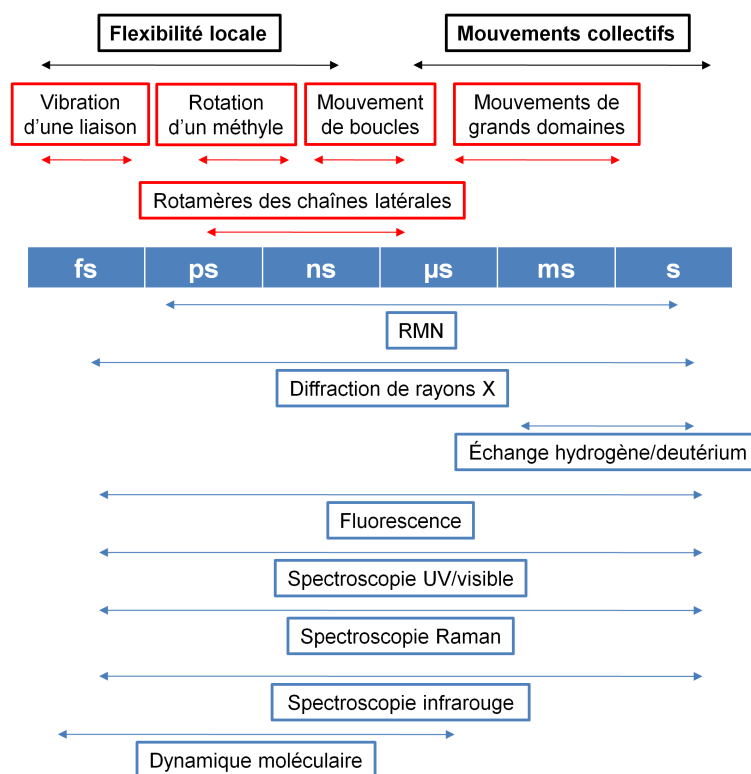 Flexibilité locale
Mouvements collectifs
Vibration
d'une liaison
Rotation
d'un méthyle
Mouvement
de boucles
Mouvements de
grands domaines
Rotamères des chaînes latérales
fs ps ns µs ms s
RMN
Diffraction de rayons X
Échange hydrogène/deutérium
Fluorescence
Spectroscopie UV/visible
Spectroscopie Raman
Spectroscopie infrarouge
Dynamique moléculaire